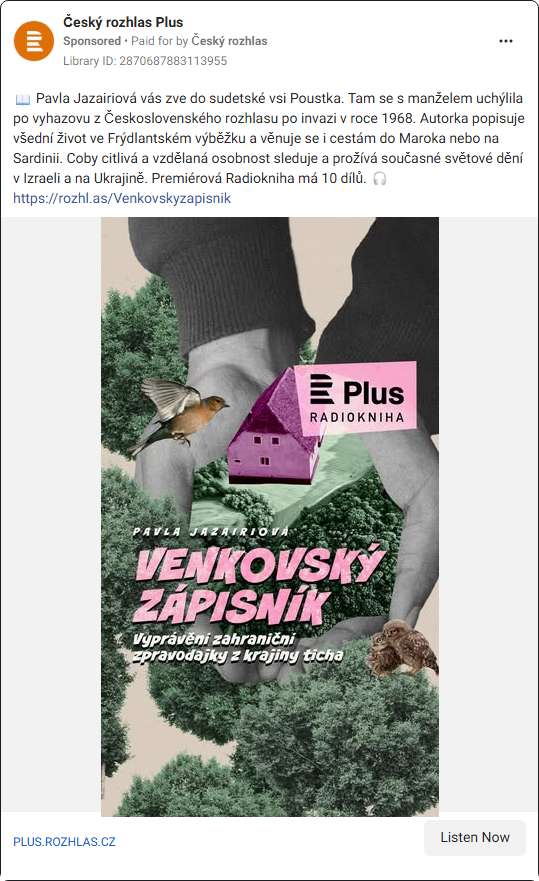 Český rozhlas Plus
Sponsored • Paid for by Český rozhlas
Library ID: 2870687883113955
📖 Pavla Jazairiová vás zve do sudetské vsi Poustka. Tam se s manželem uchýlila
po vyhazovu z Československého rozhlasu po invazi v roce 1968. Autorka popisuje
všední život ve Frýdlantském výběžku a věnuje se i cestám do Maroka nebo na
Sardinii. Coby citlivá a vzdělaná osobnost sleduje a prožívá současné světové dění
v Izraeli a na Ukrajině. Premiérová Radiokniha má 10 dílů. 🎧
https://rozhl.as/Venkovskyzapisnik
Plus
RADIOKNIHA
PAVLA JAZAIRIOVÁ
VENKOVSKÝ
ZÁPISNÍK
Vyprávění zahraniční
zpravodajky z krajiny ticha
PLUS.ROZHLAS.CZ
Listen Now